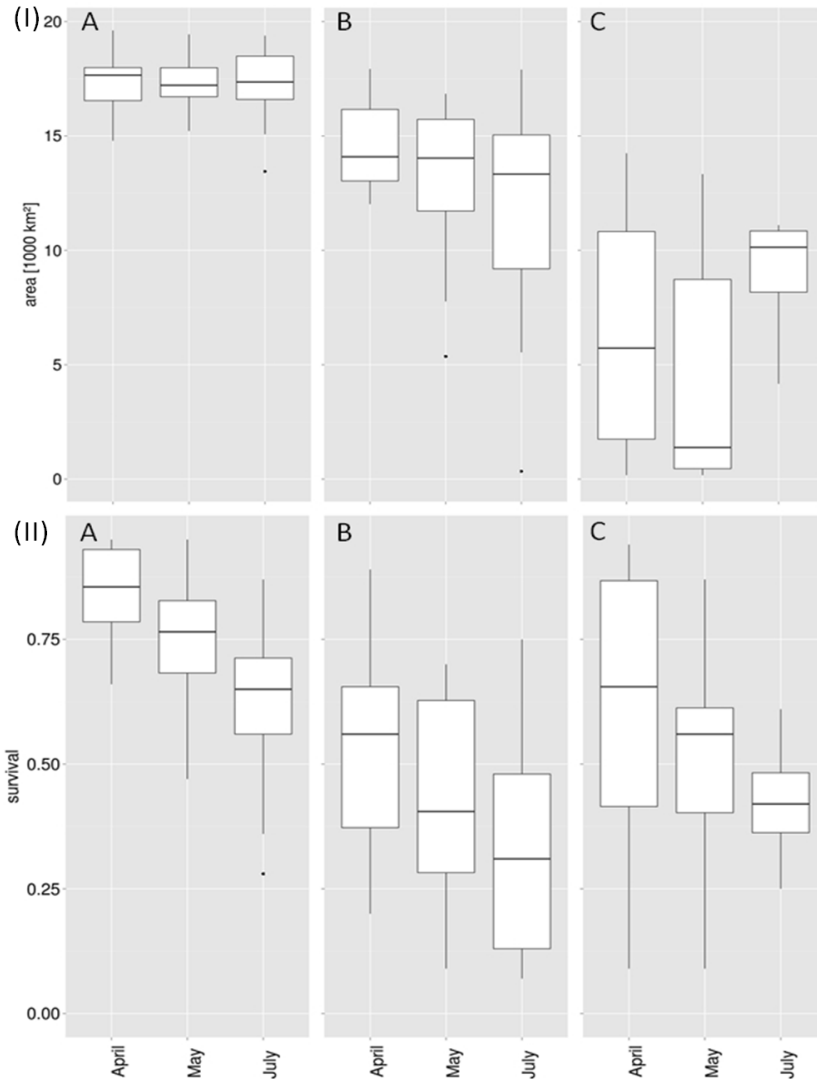 (I) A B C
20
15
10
5
0
area [1000 km²]
(II) A B C
0.75
0.50
0.25
0.00
survival
April May July April May July April May July